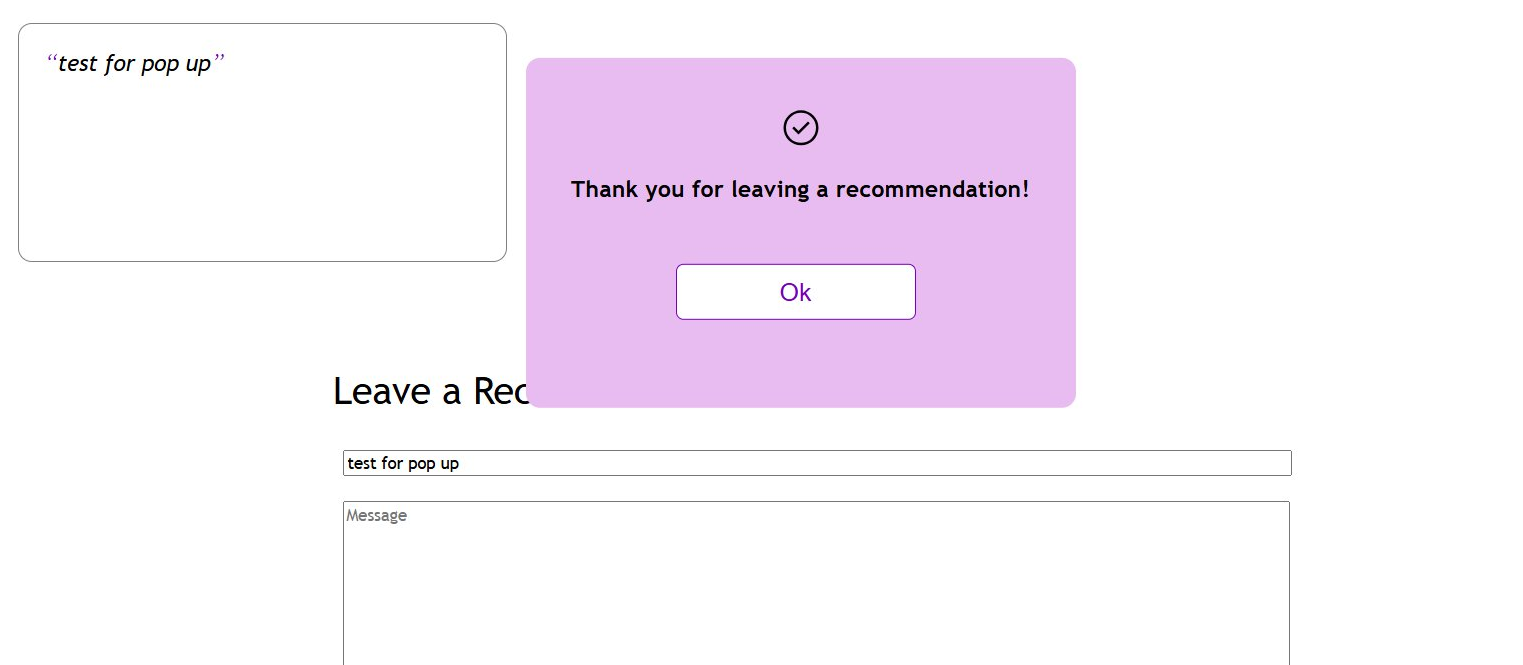 “test for pop up”
Thank you for leaving a recommendation!
Ok
Leave a Rec
test for pop up
Message